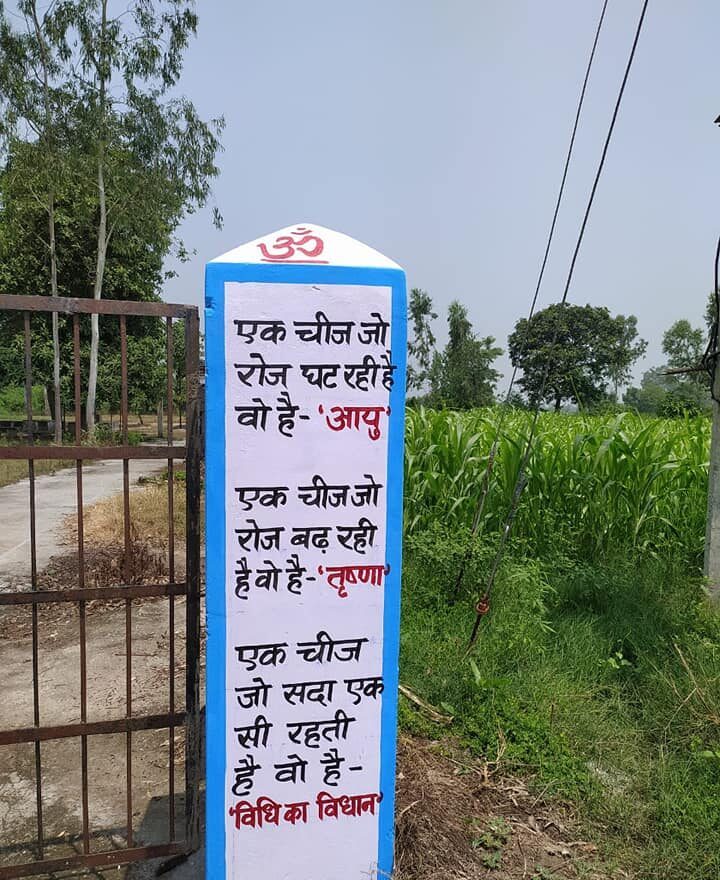 ॐ
एक चीज जो
रोज घट रही है
वो है- 'आयु'
एक चीज जो
रोज बढ़ रही
है वो है-'तृष्णा'
एक चीज
जो सदा एक
सी रहती
है वो है-
'विधि का विधान'